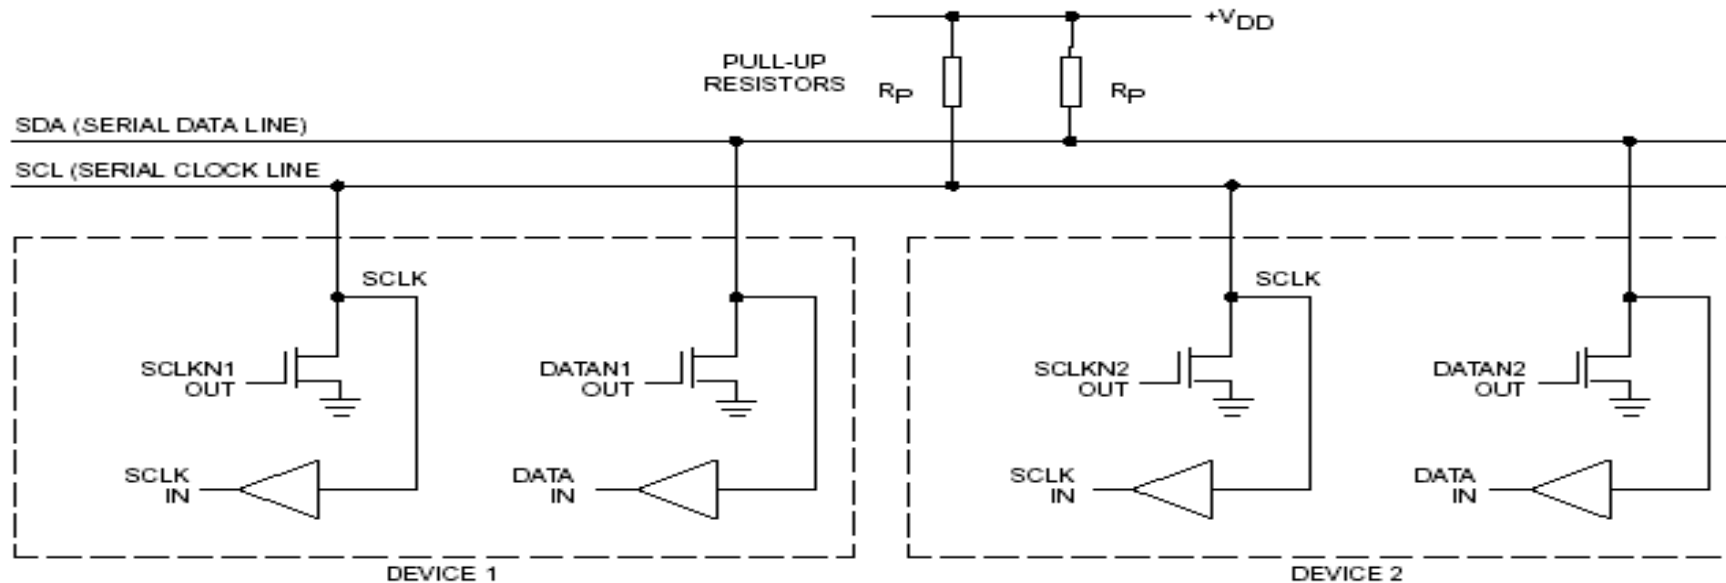 +VDD
PULL-UP
RESISTORS
RP
RP
SDA (SERIAL DATA LINE)
SCL (SERIAL CLOCK LINE
SCLK
SCLK
SCLKN1
OUT
DATAN1
OUT
SCLKN2
OUT
DATAN2
OUT
SCLK
IN
DATA
IN
SCLK
IN
DATA
IN
DEVICE 1
DEVICE 2